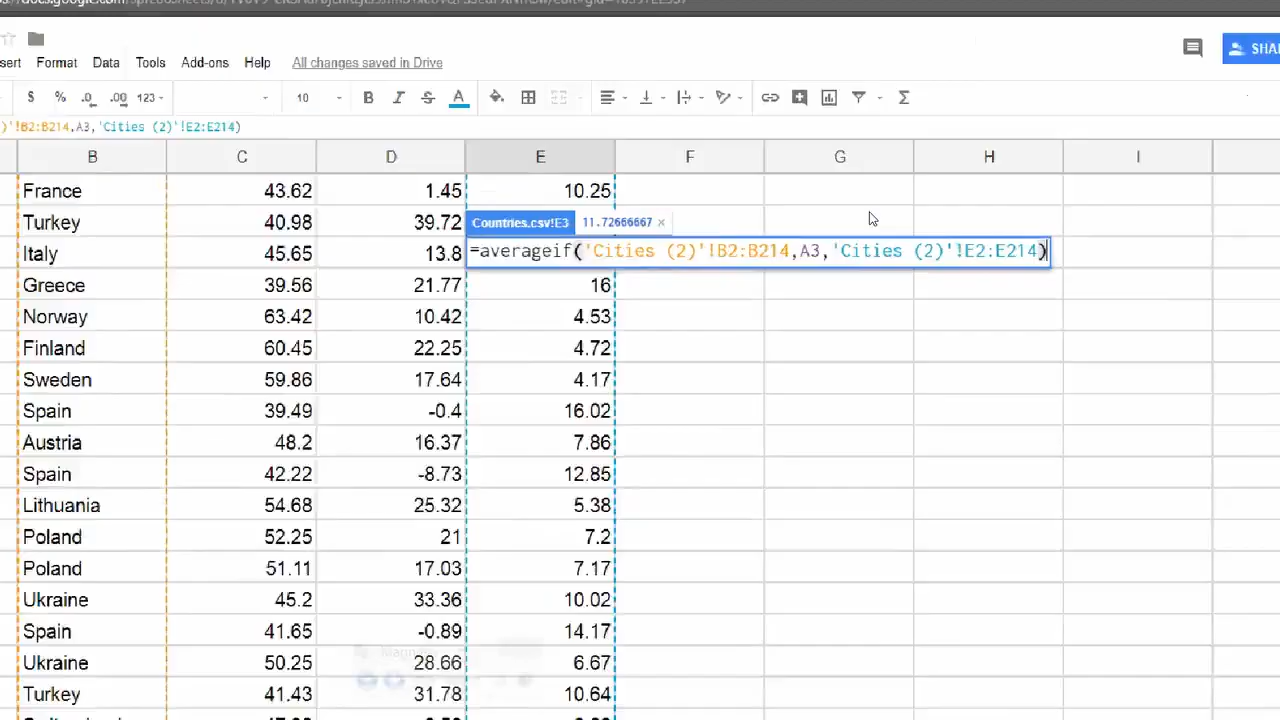 sert Format Data Tools Add-ons Help All changes saved in Drive SHA
$ % .0 .00 123 10 B I S A Σ
)'!B2:B214,A3,'Cities (2)'!E2:E214)
B C D E F G H I
France 43.62 1.45 10.25
Turkey 40.98 39.72 Countries.csv!E3 11.72666667 ×
Italy 45.65 13.8 =averageif('Cities (2)'!B2:B214,A3,'Cities (2)'!E2:E214)
Greece 39.56 21.77 16
Norway 63.42 10.42 4.53
Finland 60.45 22.25 4.72
Sweden 59.86 17.64 4.17
Spain 39.49 -0.4 16.02
Austria 48.2 16.37 7.86
Spain 42.22 -8.73 12.85
Lithuania 54.68 25.32 5.38
Poland 52.25 21 7.2
Poland 51.11 17.03 7.17
Ukraine 45.2 33.36 10.02
Spain 41.65 -0.89 14.17
Ukraine 50.25 28.66 6.67
Turkey 41.43 31.78 10.64